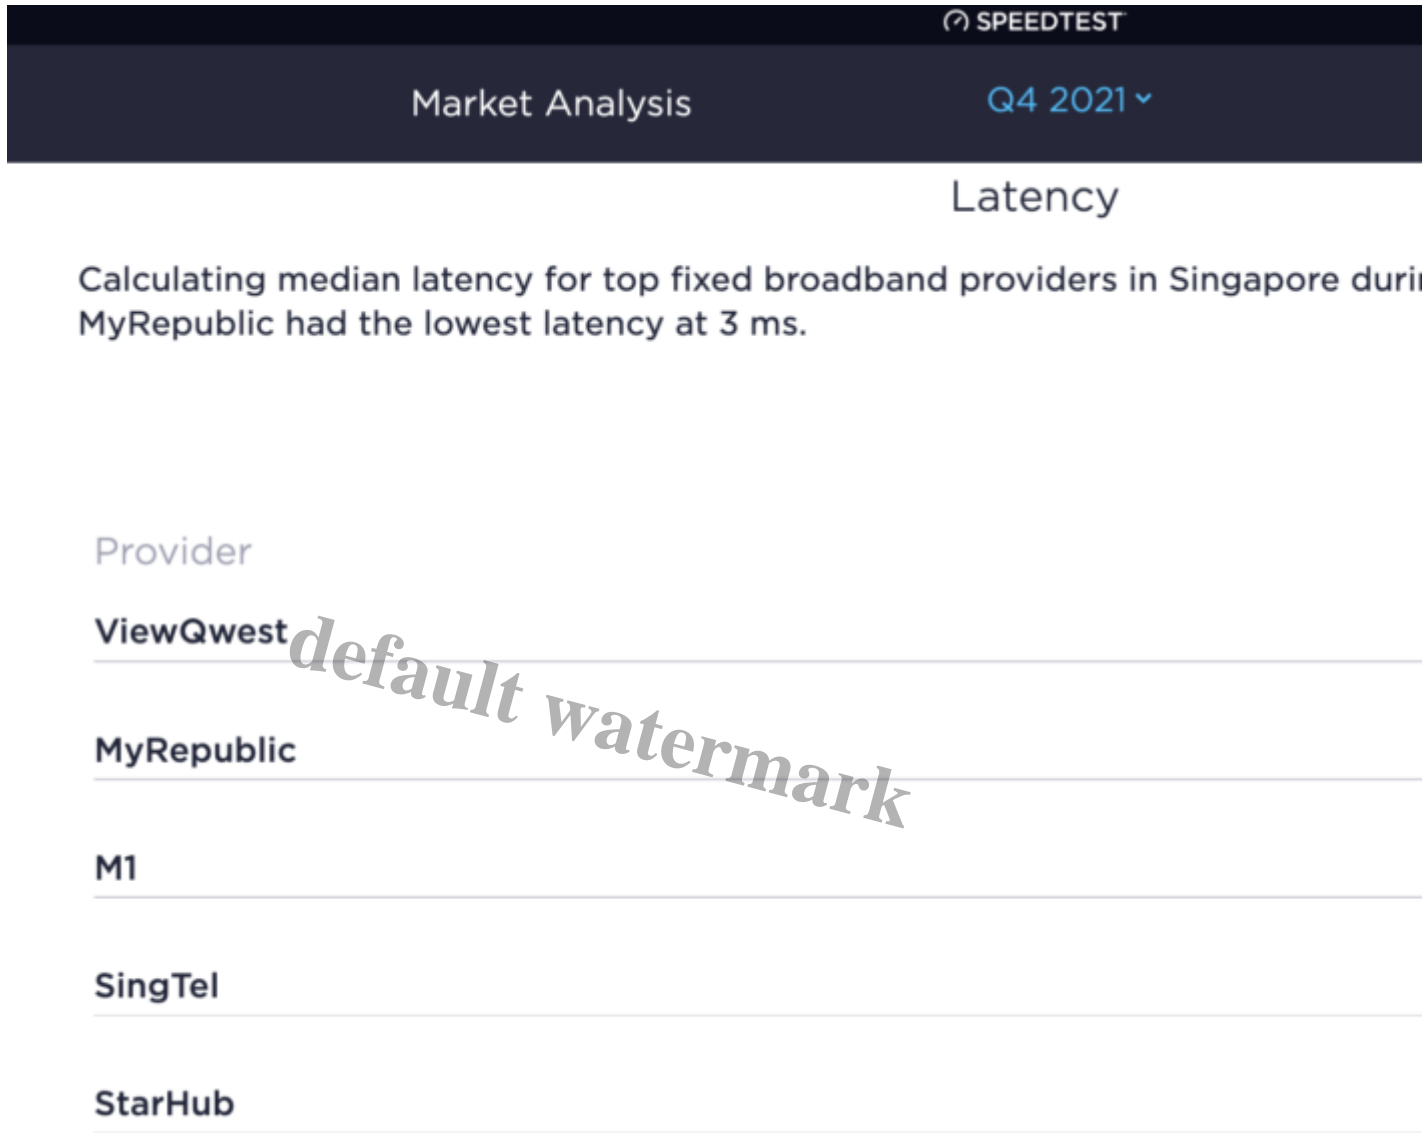 SPEEDTEST
Market Analysis
Q4 2021
Latency
Calculating median latency for top fixed broadband providers in Singapore
MyRepublic had the lowest latency at 3 ms.
Provider
ViewQwest
default watermark
MyRepublic
M1
SingTel
StarHub